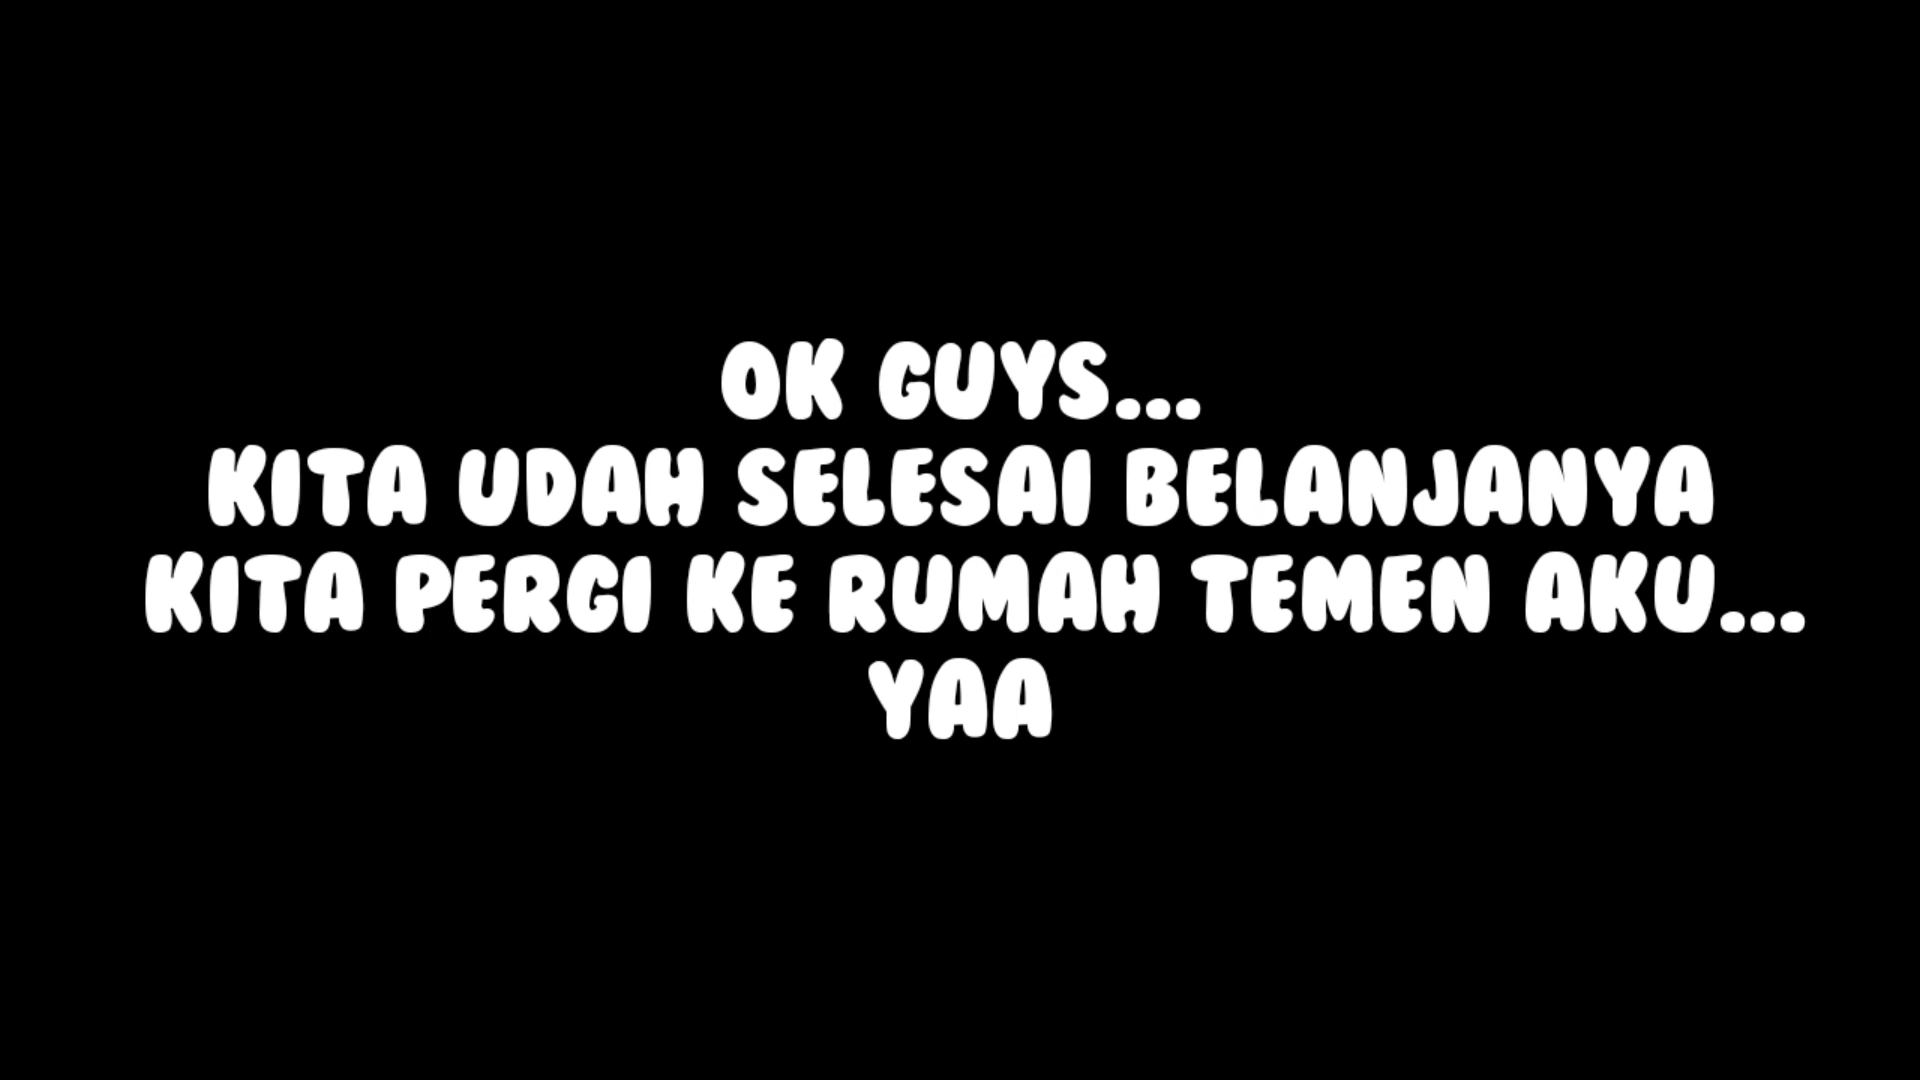 OK GUYS...
KITA UDAH SELESAI BELANJANYA
KITA PERGI KE RUMAH TEMEN AKU...
YAA